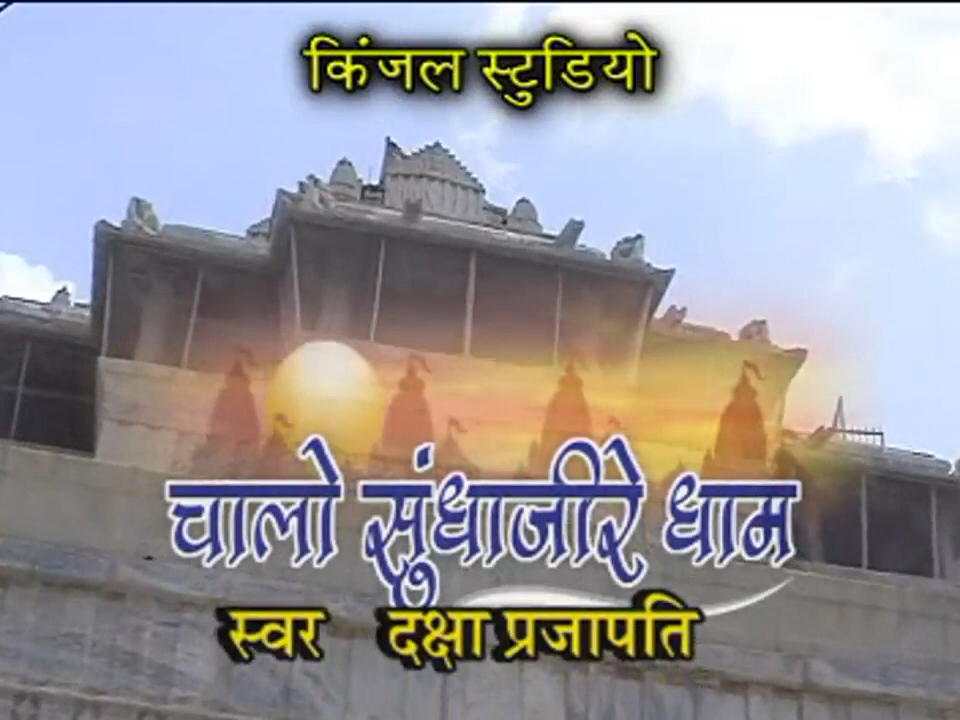 किंजल स्टुडियो
चालो सुंधाजीरे धाम
स्वर दक्षा प्रजापति